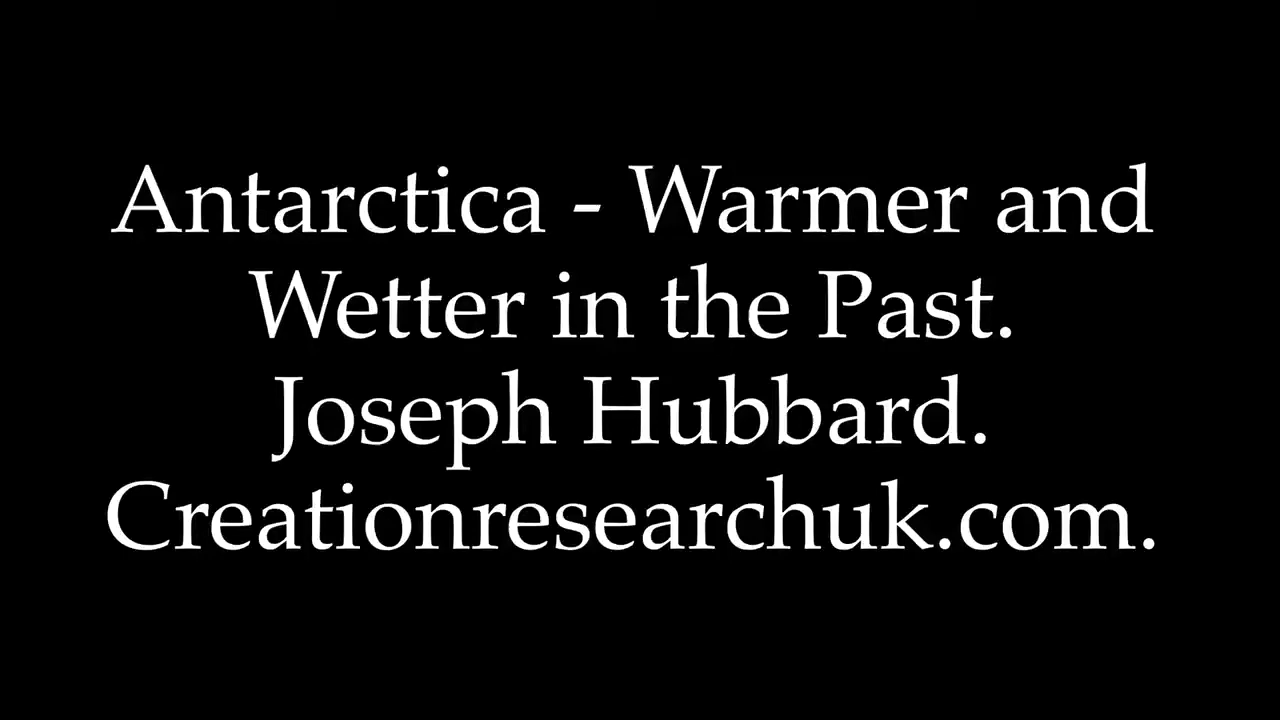 Antarctica - Warmer and
Wetter in the Past.
Joseph Hubbard.
Creationresearchuk.com.